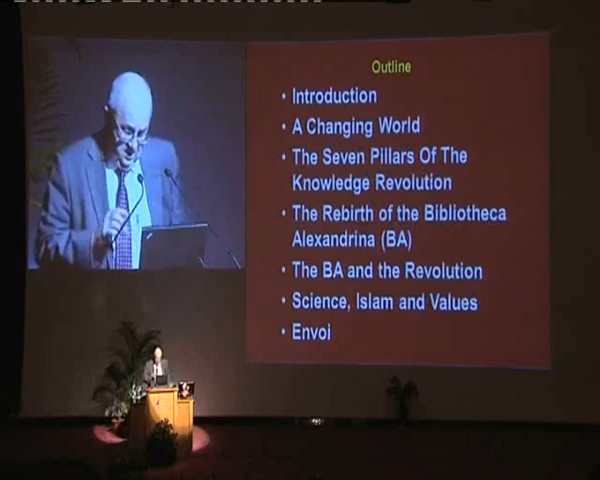 Outline
• Introduction
• A Changing World
• The Seven Pillars Of The
Knowledge Revolution
• The Rebirth of the Bibliotheca
Alexandrina (BA)
• The BA and the Revolution
• Science, Islam and Values
• Envoi